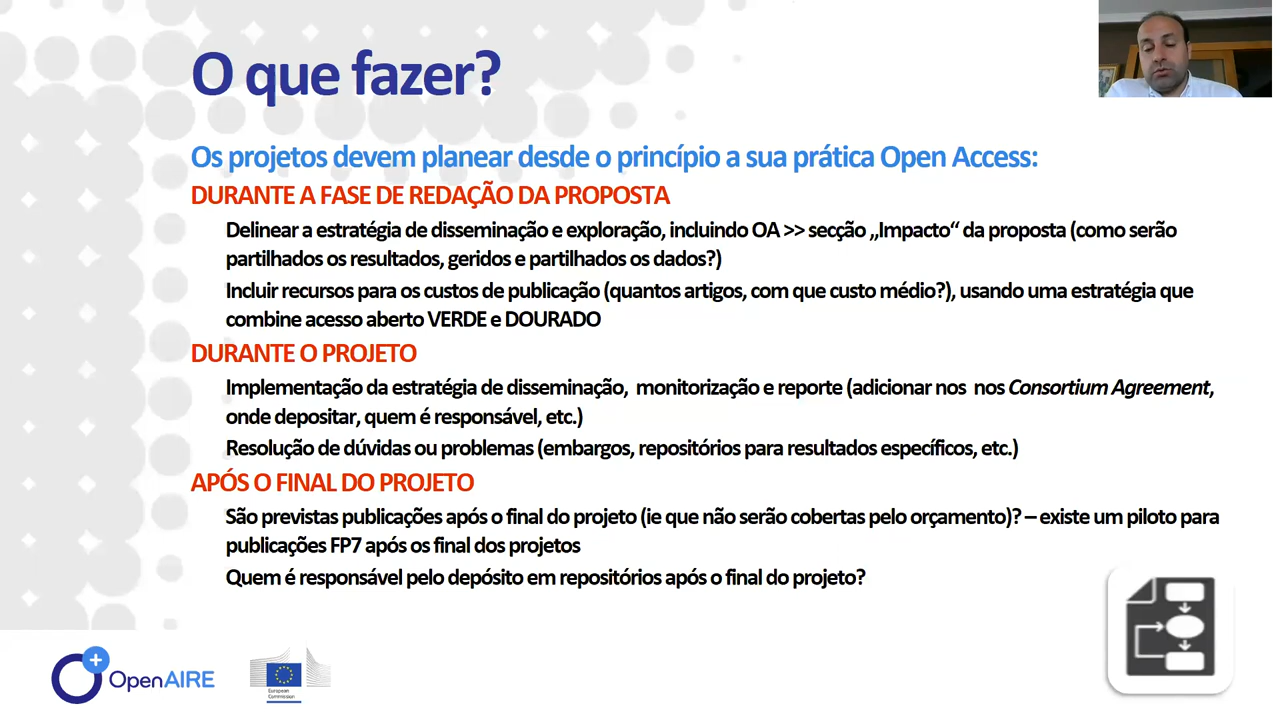 O que fazer?
Os projetos devem planear desde o princípio a sua prática Open Access:
DURANTE A FASE DE REDAÇÃO DA PROPOSTA
Delinear a estratégia de disseminação e exploração, incluindo OA >> secção „Impacto“ da proposta (como serão
partilhados os resultados, geridos e partilhados os dados?)
Incluir recursos para os custos de publicação (quantos artigos, com que custo médio?), usando uma estratégia que
combine acesso aberto VERDE e DOURADO
DURANTE O PROJETO
Implementação da estratégia de disseminação, monitorização e reporte (adicionar nos nos Consortium Agreement,
onde depositar, quem é responsável, etc.)
Resolução de dúvidas ou problemas (embargos, repositórios para resultados específicos, etc.)
APÓS O FINAL DO PROJETO
São previstas publicações após o final do projeto (ie que não serão cobertas pelo orçamento)? – existe um piloto para
publicações FP7 após os final dos projetos
Quem é responsável pelo depósito em repositórios após o final do projeto?
OpenAIRE
European
Commission